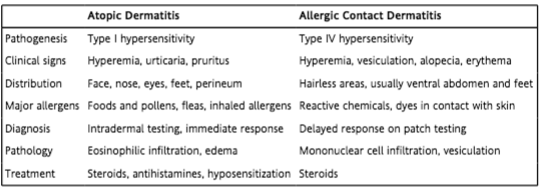 Atopic Dermatitis Allergic Contact Dermatitis
Pathogenesis Type I hypersensitivity Type IV hypersensitivity
Clinical signs Hyperemia, urticaria, pruritus Hyperemia, vesiculation, alopecia, erythema
Distribution Face, nose, eyes, feet, perineum Hairless areas, usually ventral abdomen and feet
Major allergens Foods and pollens, fleas, inhaled allergens Reactive chemicals, dyes in contact with skin
Diagnosis Intradermal testing, immediate response Delayed response on patch testing
Pathology Eosinophilic infiltration, edema Mononuclear cell infiltration, vesiculation
Treatment Steroids, antihistamines, hyposensitization Steroids